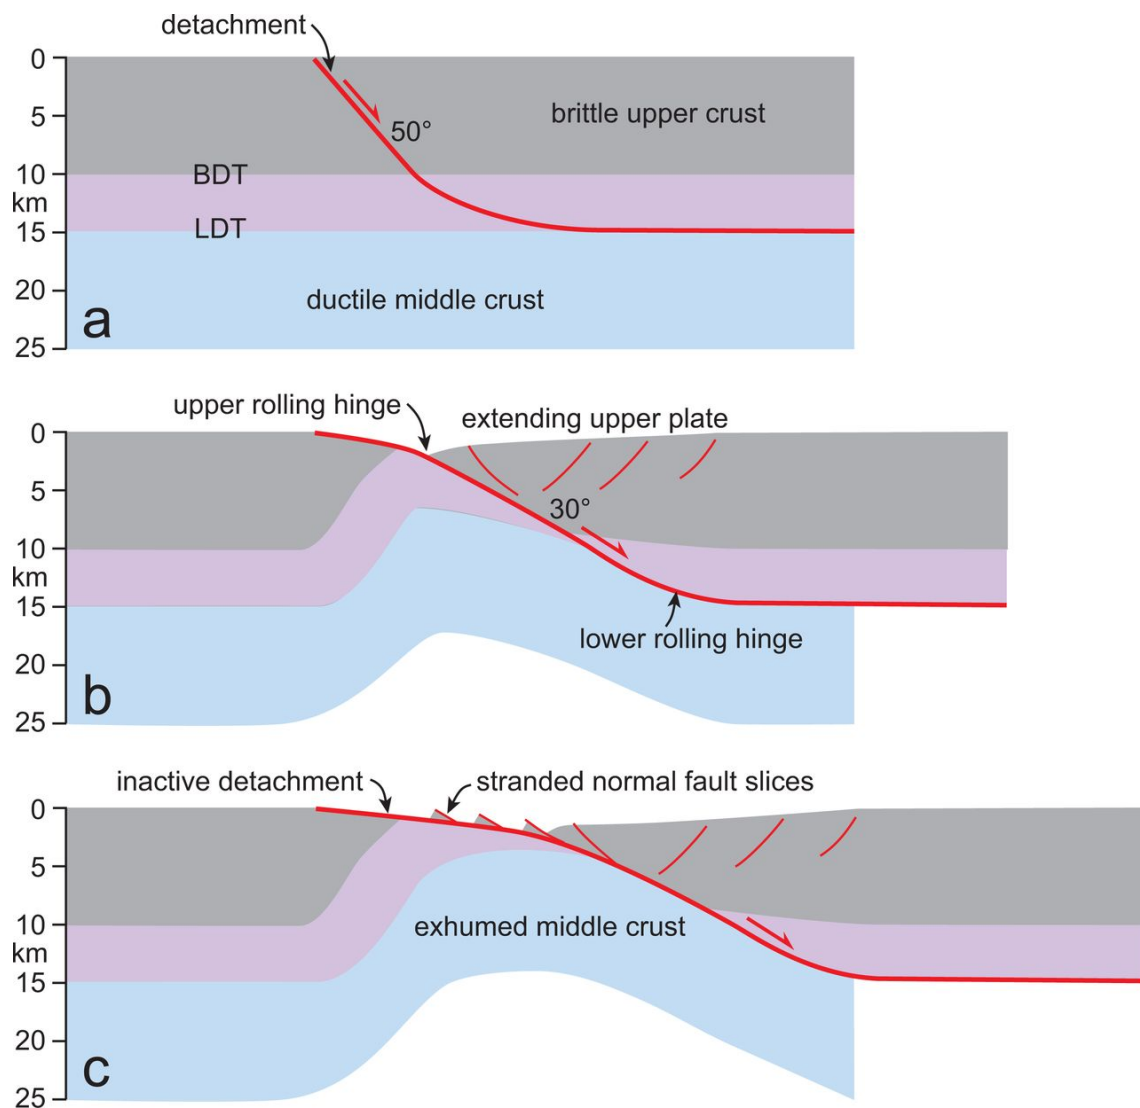 detachment
0
5
50°
brittle upper crust
10
BDT
km
15
LDT
20
ductile middle crust
a
25
upper rolling hinge
extending upper plate
0
5
30°
10
km
15
lower rolling hinge
20
b
25
inactive detachment
stranded normal fault slices
0
5
10
exhumed middle crust
km
15
20
c
25